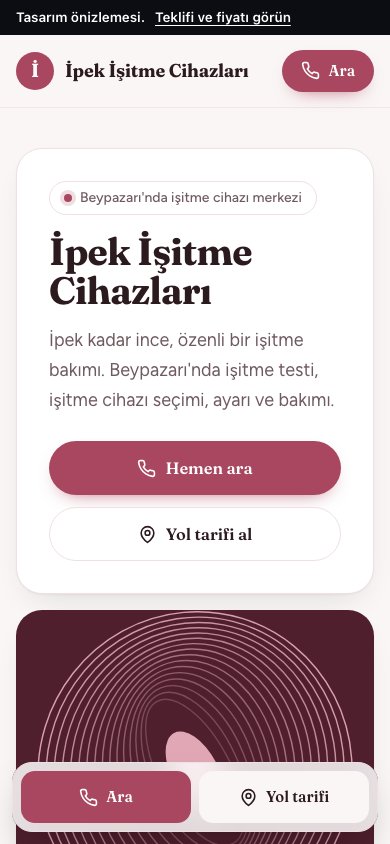 Tasarım önizlemesi. Teklifi ve fiyatı görün
İ İpek İşitme Cihazları Ara
Beypazarı'nda işitme cihazı merkezi
İpek İşitme
Cihazları
İpek kadar ince, özenli bir işitme
bakımı. Beypazarı'nda işitme testi,
işitme cihazı seçimi, ayarı ve bakımı.
Hemen ara
Yol tarifi al
Ara Yol tarifi